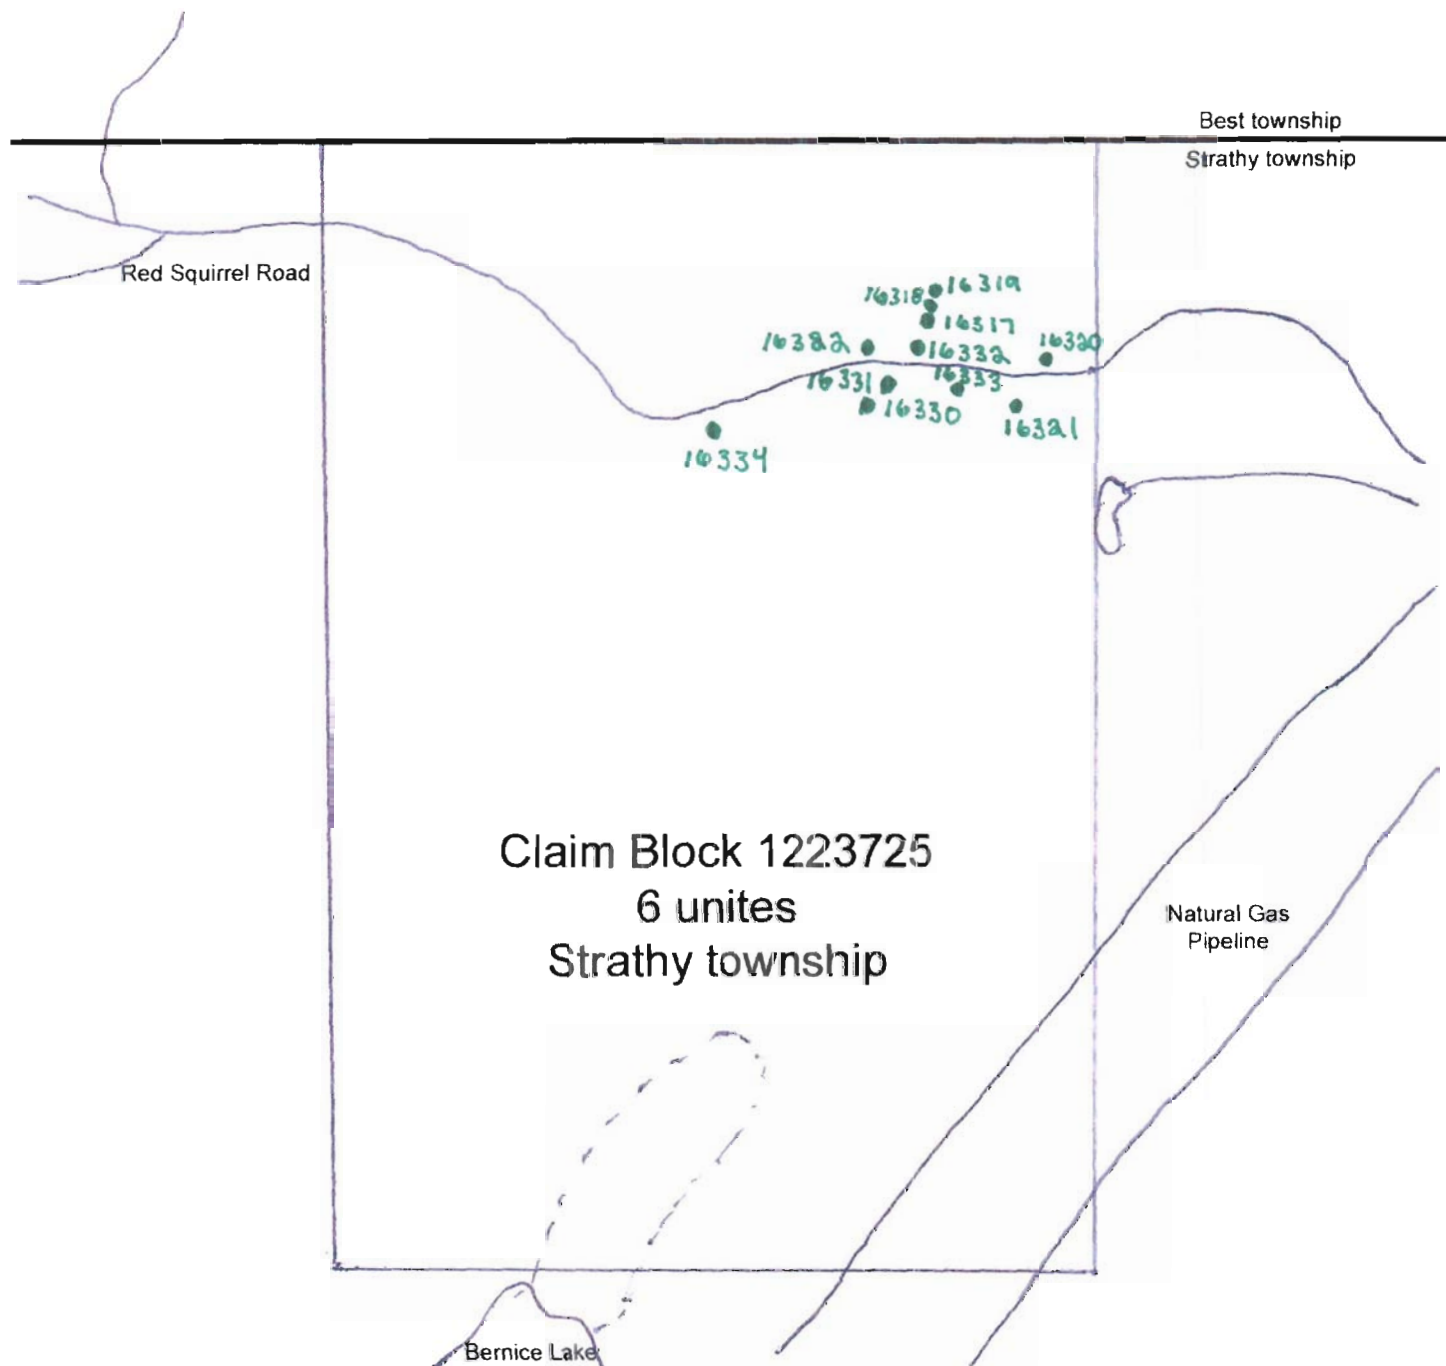 Best township
Strathy township
Red Squirrel Road
16319
16318
16317
16382
16332
16320
16331
16333
16330
16321
16334
Claim Block 1223725
6 unites
Strathy township
Natural Gas
Pipeline
Bernice Lake